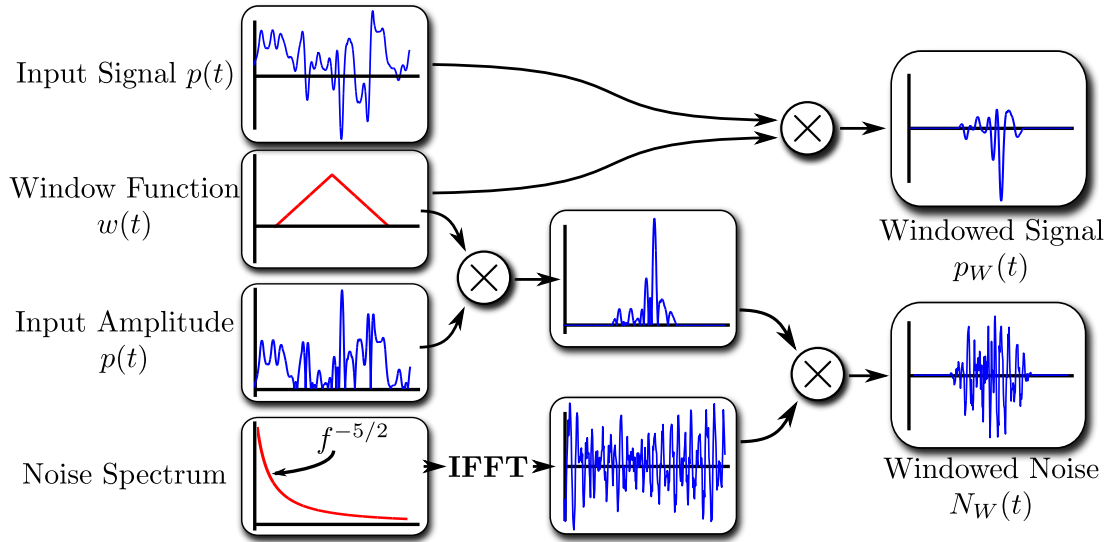 Input Signal p(t)
Window Function
w(t)
Input Amplitude
p(t)
Noise Spectrum
f^{-5/2}
IFFT
Windowed Signal
p_W(t)
Windowed Noise
N_W(t)